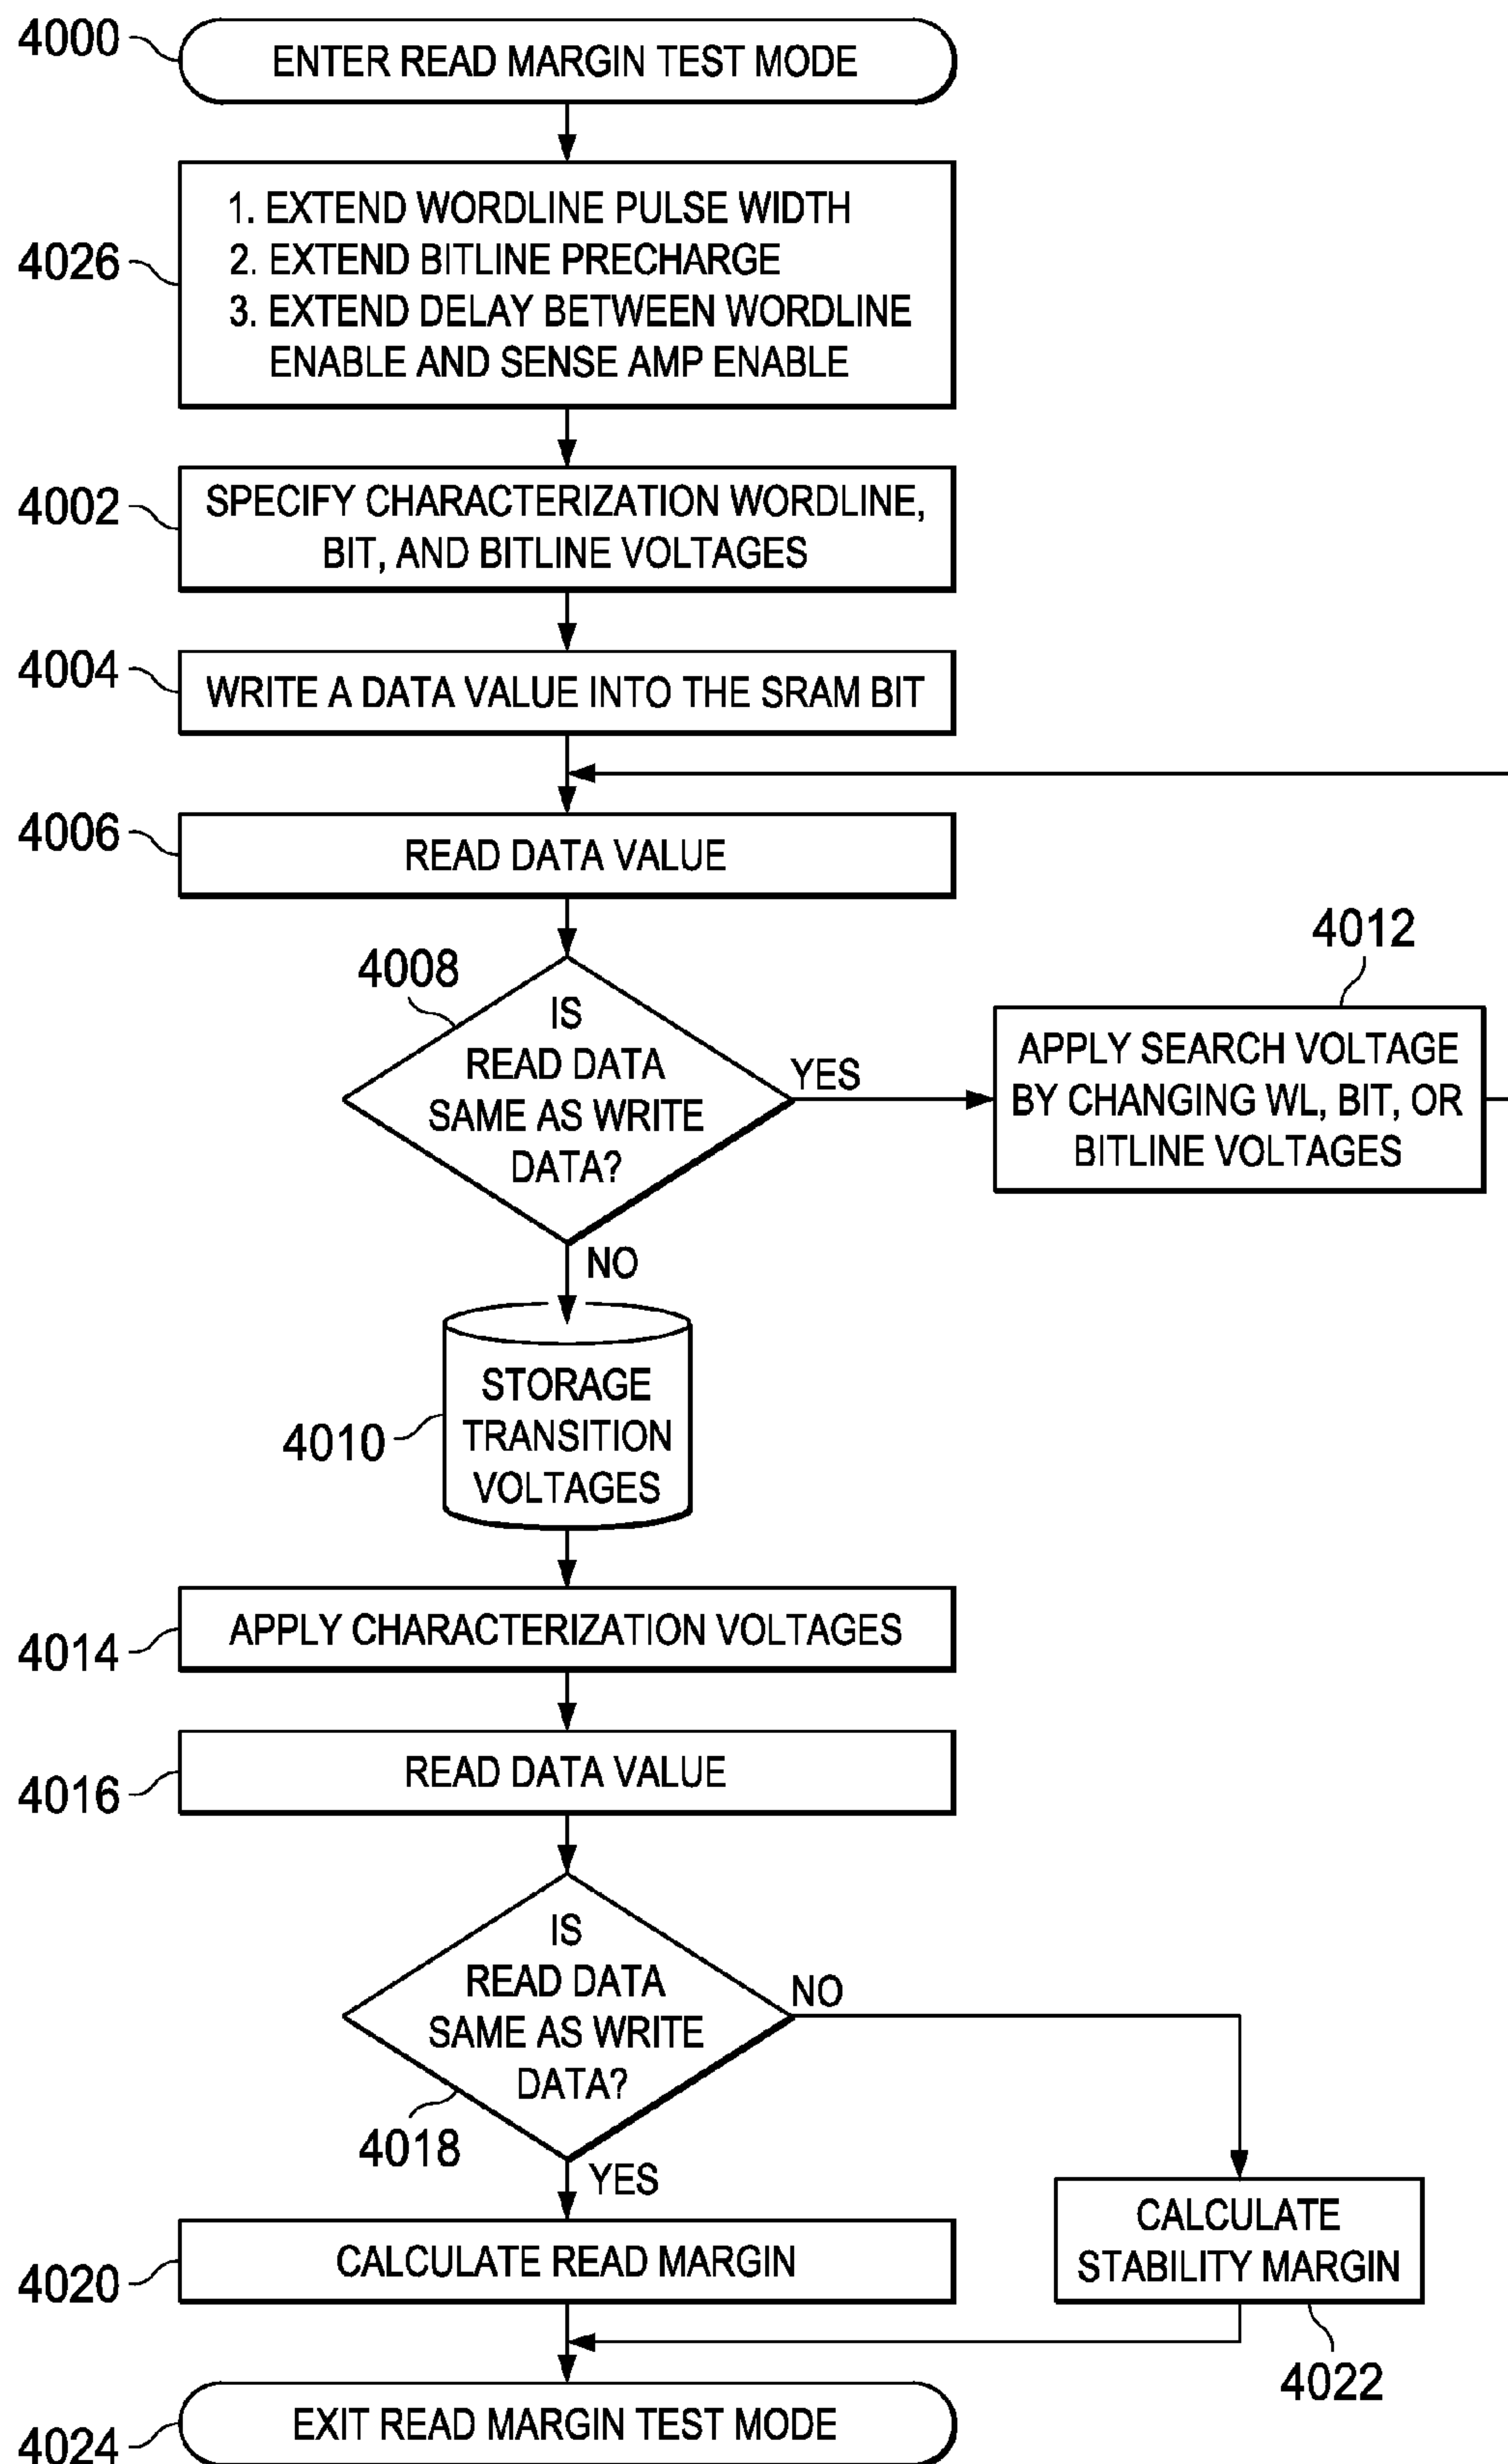 4000
ENTER READ MARGIN TEST MODE
4026
1. EXTEND WORDLINE PULSE WIDTH
2. EXTEND BITLINE PRECHARGE
3. EXTEND DELAY BETWEEN WORDLINE
ENABLE AND SENSE AMP ENABLE
4002
SPECIFY CHARACTERIZATION WORDLINE,
BIT, AND BITLINE VOLTAGES
4004
WRITE A DATA VALUE INTO THE SRAM BIT
4006
READ DATA VALUE
4008
IS
READ DATA
SAME AS WRITE
DATA?
YES
4012
APPLY SEARCH VOLTAGE
BY CHANGING WL, BIT, OR
BITLINE VOLTAGES
NO
4010
STORAGE
TRANSITION
VOLTAGES
4014
APPLY CHARACTERIZATION VOLTAGES
4016
READ DATA VALUE
IS
READ DATA
SAME AS WRITE
DATA?
4018
NO
YES
CALCULATE
STABILITY MARGIN
4022
4020
CALCULATE READ MARGIN
4024
EXIT READ MARGIN TEST MODE